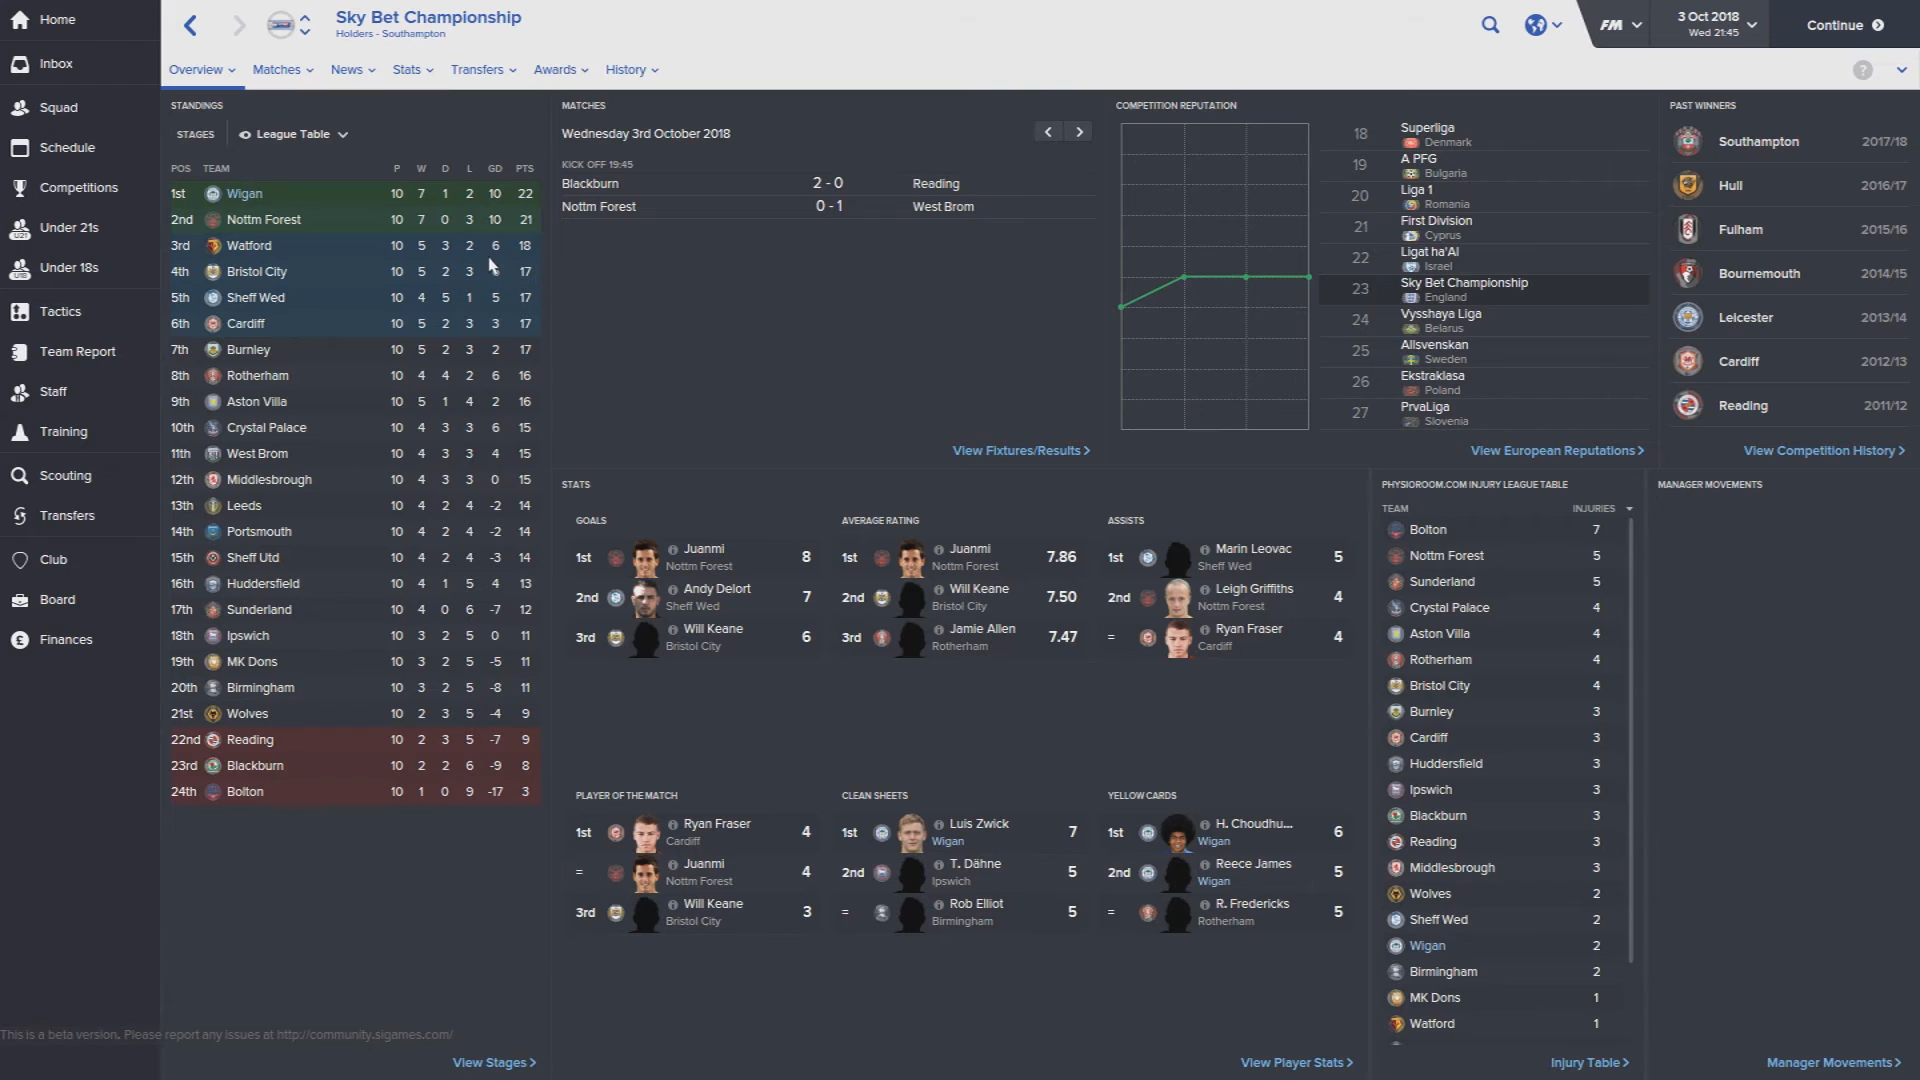 Home
Inbox
Squad
Schedule
Competitions
Under 21s
Under 18s
Tactics
Team Report
Staff
Training
Scouting
Transfers
Club
Board
Finances
Sky Bet Championship
Holders - Southampton
FM
3 Oct 2018
Wed 21:45
Continue
Overview Matches News Stats Transfers Awards History
?
STANDINGS
STAGES League Table
POS TEAM P W D L GD PTS
1st Wigan 10 7 1 2 10 22
2nd Nottm Forest 10 7 0 3 10 21
3rd Watford 10 5 3 2 6 18
4th Bristol City 10 5 2 3 17
5th Sheff Wed 10 4 5 1 5 17
6th Cardiff 10 5 2 3 3 17
7th Burnley 10 5 2 3 2 17
8th Rotherham 10 4 4 2 6 16
9th Aston Villa 10 5 1 4 2 16
10th Crystal Palace 10 4 3 3 6 15
11th West Brom 10 4 3 3 4 15
12th Middlesbrough 10 4 3 3 0 15
13th Leeds 10 4 2 4 -2 14
14th Portsmouth 10 4 2 4 -2 14
15th Sheff Utd 10 4 2 4 -3 14
16th Huddersfield 10 4 1 5 4 13
17th Sunderland 10 4 0 6 -7 12
18th Ipswich 10 3 2 5 0 11
19th MK Dons 10 3 2 5 -5 11
20th Birmingham 10 3 2 5 -8 11
21st Wolves 10 2 3 5 -4 9
22nd Reading 10 2 3 5 -7 9
23rd Blackburn 10 2 2 6 -9 8
24th Bolton 10 1 0 9 -17 3
This is a beta version. Please report any issues at http://community.sigames.com/
View Stages >
MATCHES
Wednesday 3rd October 2018
KICK OFF 19:45
Blackburn 2 - 0 Reading
Nottm Forest 0 - 1 West Brom
View Fixtures/Results >
COMPETITION REPUTATION
18 Superliga
Denmark
19 A PFG
Bulgaria
20 Liga 1
Romania
21 First Division
Cyprus
22 Ligat ha'Al
Israel
23 Sky Bet Championship
England
24 Vysshaya Liga
Belarus
25 Allsvenskan
Sweden
26 Ekstraklasa
Poland
27 PrvaLiga
Slovenia
View European Reputations >
PAST WINNERS
Southampton 2017/18
Hull 2016/17
Fulham 2015/16
Bournemouth 2014/15
Leicester 2013/14
Cardiff 2012/13
Reading 2011/12
View Competition History >
STATS
GOALS
1st Juanmi 8
Nottm Forest
2nd Andy Delort 7
Sheff Wed
3rd Will Keane 6
Bristol City
AVERAGE RATING
1st Juanmi 7.86
Nottm Forest
2nd Will Keane 7.50
Bristol City
3rd Jamie Allen 7.47
Rotherham
ASSISTS
1st Marin Leovac 5
Sheff Wed
2nd Leigh Griffiths 4
Nottm Forest
= Ryan Fraser 4
Cardiff
PLAYER OF THE MATCH
1st Ryan Fraser 4
Cardiff
= Juanmi 4
Nottm Forest
3rd Will Keane 3
Bristol City
CLEAN SHEETS
1st Luis Zwick 7
Wigan
2nd T. Dähne 5
Ipswich
= Rob Elliot 5
Birmingham
YELLOW CARDS
1st H. Choudhu... 6
Wigan
2nd Reece James 5
Wigan
= R. Fredericks 5
Rotherham
View Player Stats >
PHYSIOROOM.COM INJURY LEAGUE TABLE
TEAM INJURIES
Bolton 7
Nottm Forest 5
Sunderland 5
Crystal Palace 4
Aston Villa 4
Rotherham 4
Bristol City 4
Burnley 3
Cardiff 3
Huddersfield 3
Ipswich 3
Blackburn 3
Reading 3
Middlesbrough 3
Wolves 2
Sheff Wed 2
Wigan 2
Birmingham 2
MK Dons 1
Watford 1
Injury Table >
MANAGER MOVEMENTS
Manager Movements >